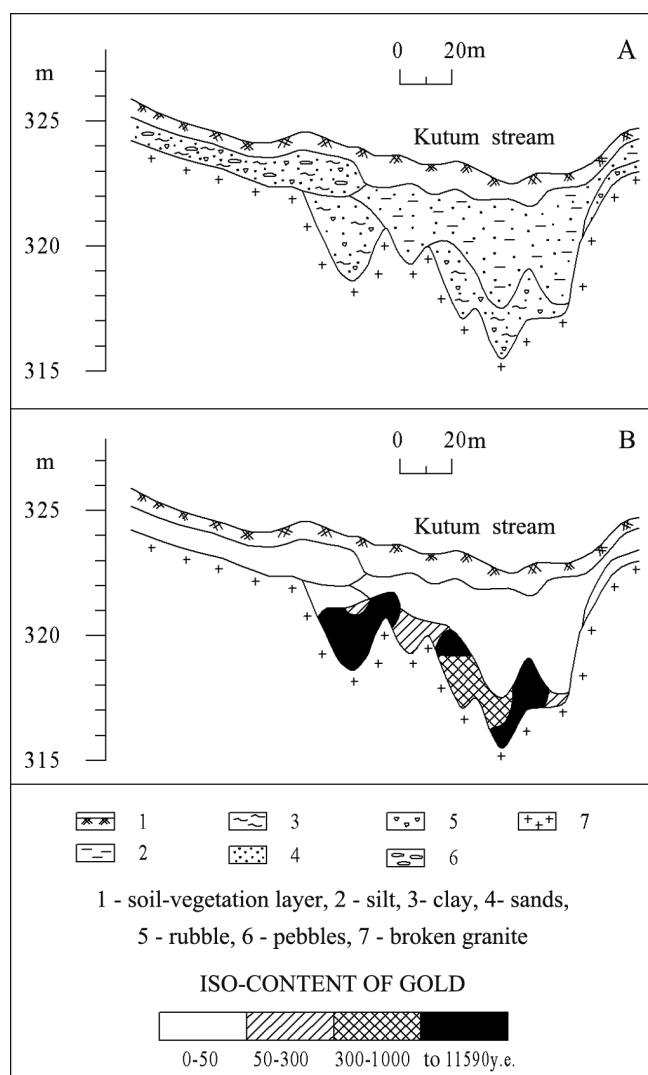 0 20m A
m
325
Kutum stream
320
315
0 20m B
m
325
Kutum stream
320
315
1 3 5 7
2 4 6
1 - soil-vegetation layer, 2 - silt, 3- clay, 4- sands,
5 - rubble, 6 - pebbles, 7 - broken granite
ISO-CONTENT OF GOLD
0-50 50-300 300-1000 to 11590y.e.